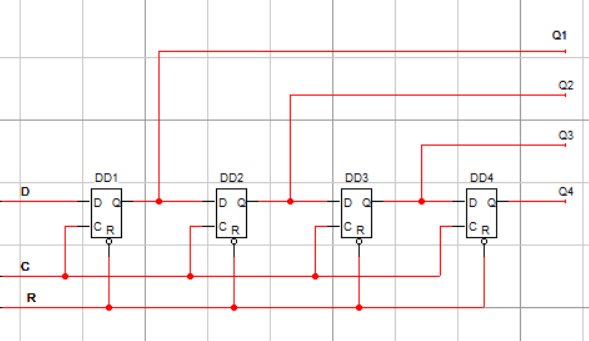 Q1
Q2
Q3
DD1 DD2 DD3 DD4
D Q4
D Q D Q D Q D Q
C R C R C R C R
C
R